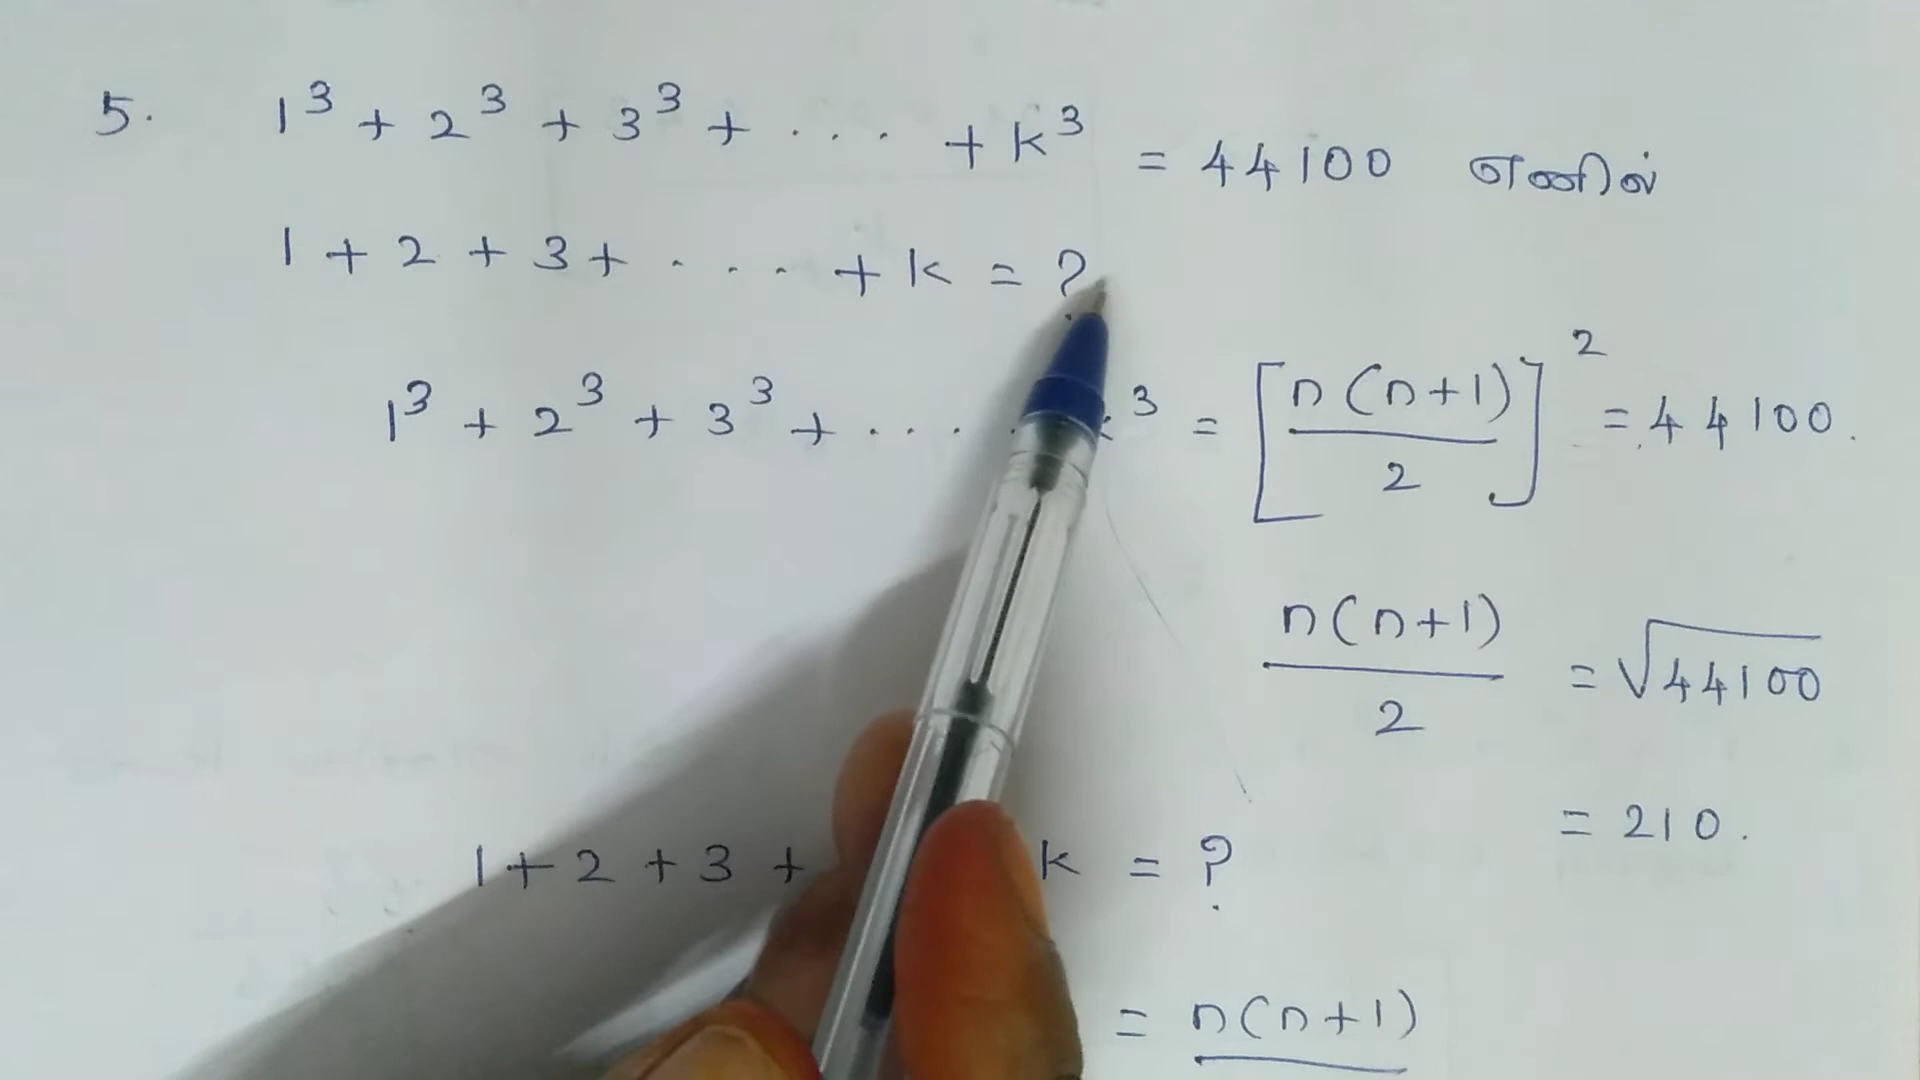 5. 1³ + 2³ + 3³ + ... + k³ = 44100 எனில்
1 + 2 + 3 + .... + k = ?
1³ + 2³ + 3³ + .... ³ = [n(n+1)/2]² = 44100.
n(n+1)/2 = √44100
= 210.
1 + 2 + 3 + k = ?
= n(n+1)